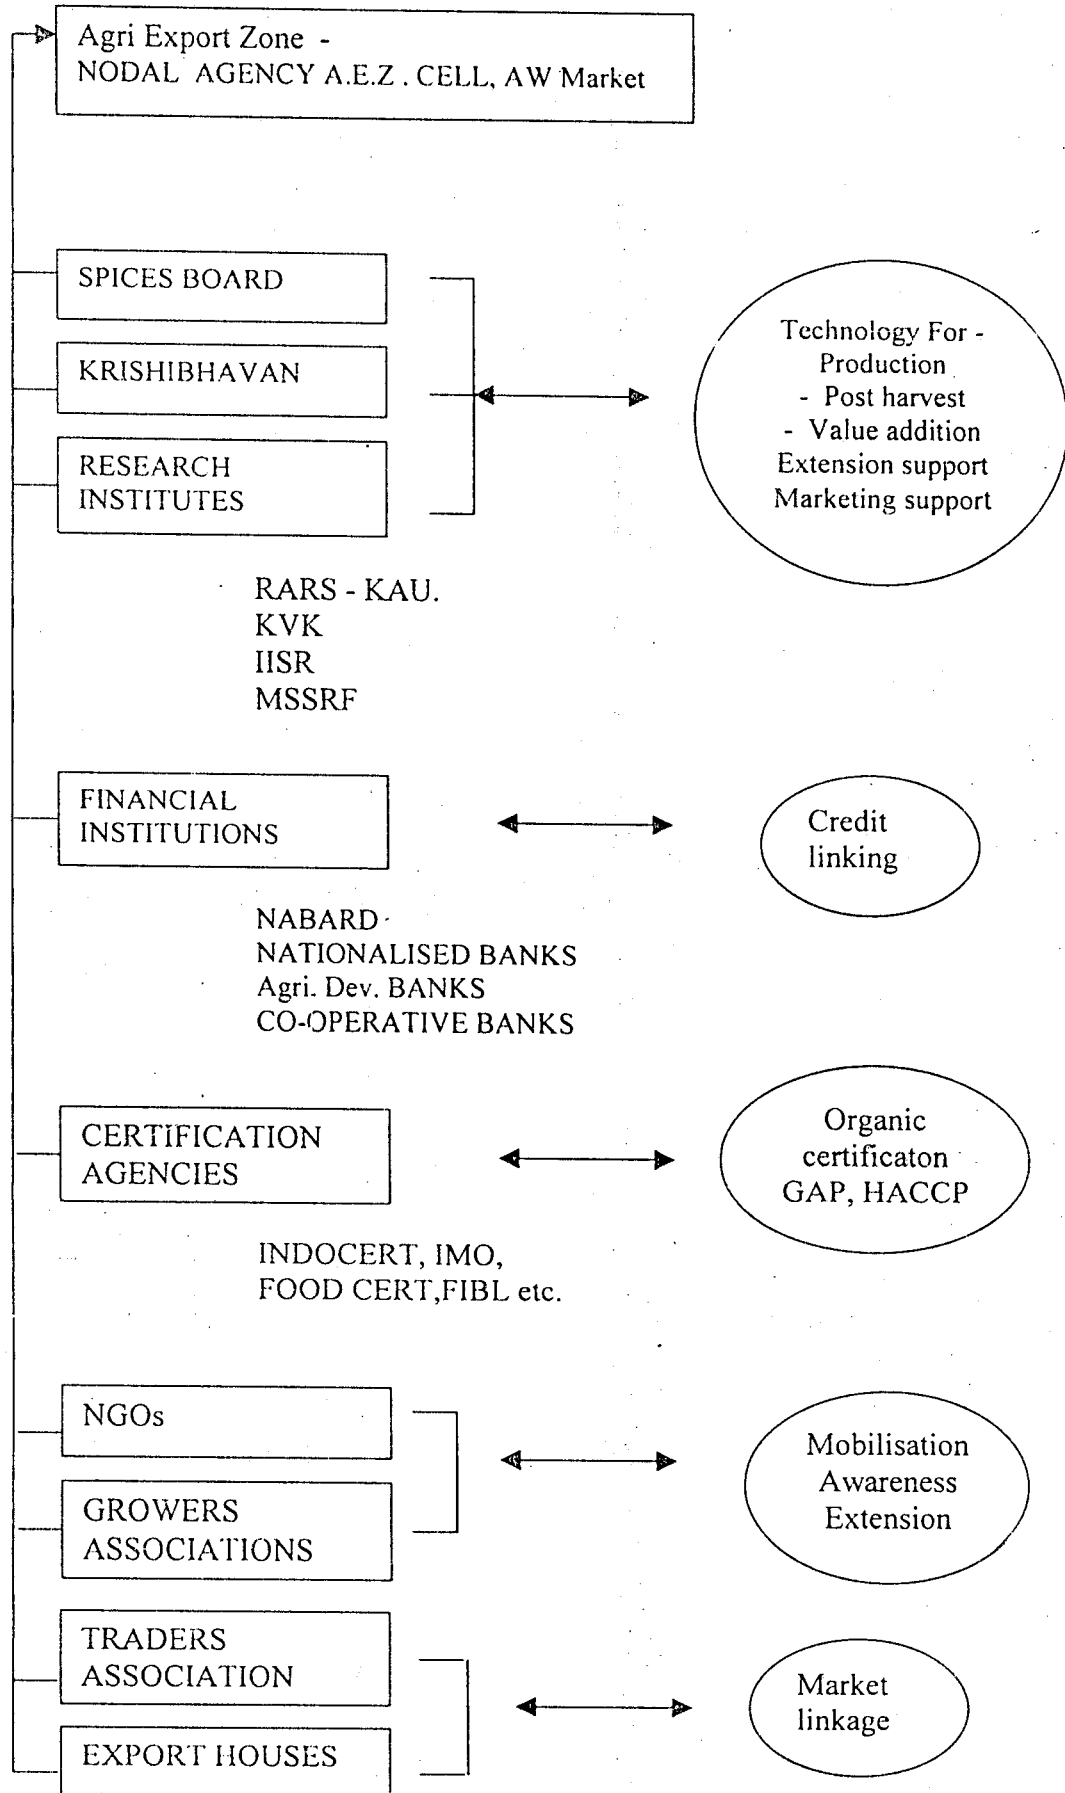 Agri Export Zone -
NODAL AGENCY A.E.Z . CELL, AW Market
SPICES BOARD
KRISHIBHAVAN
RESEARCH
INSTITUTES
Technology For -
Production
- Post harvest
- Value addition
Extension support
Marketing support
RARS - KAU.
KVK
IISR
MSSRF
FINANCIAL
INSTITUTIONS
Credit
linking
NABARD
NATIONALISED BANKS
Agri. Dev. BANKS
CO-OPERATIVE BANKS
CERTIFICATION
AGENCIES
Organic
certificaton
GAP, HACCP
INDOCERT, IMO,
FOOD CERT,FIBL etc.
NGOs
GROWERS
ASSOCIATIONS
Mobilisation
Awareness
Extension
TRADERS
ASSOCIATION
EXPORT HOUSES
Market
linkage